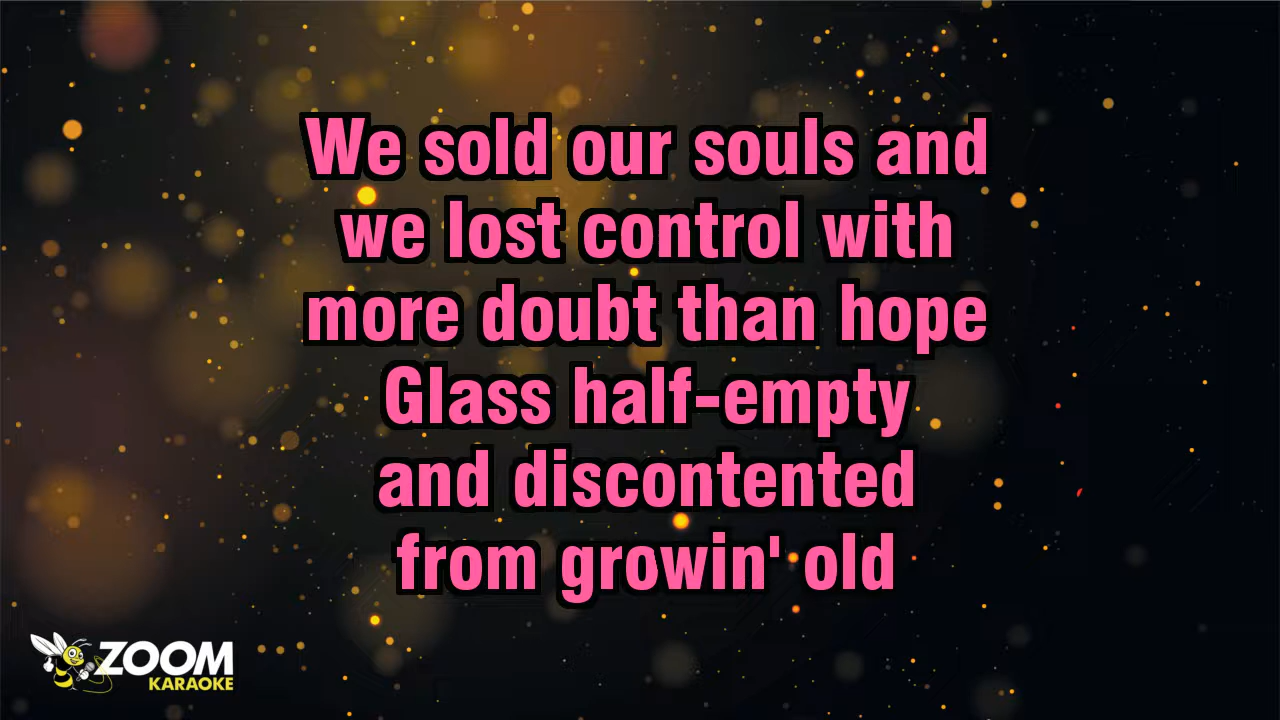 We sold our souls and
we lost control with
more doubt than hope
Glass half-empty
and discontented
from growin' old
ZOOM
KARAOKE